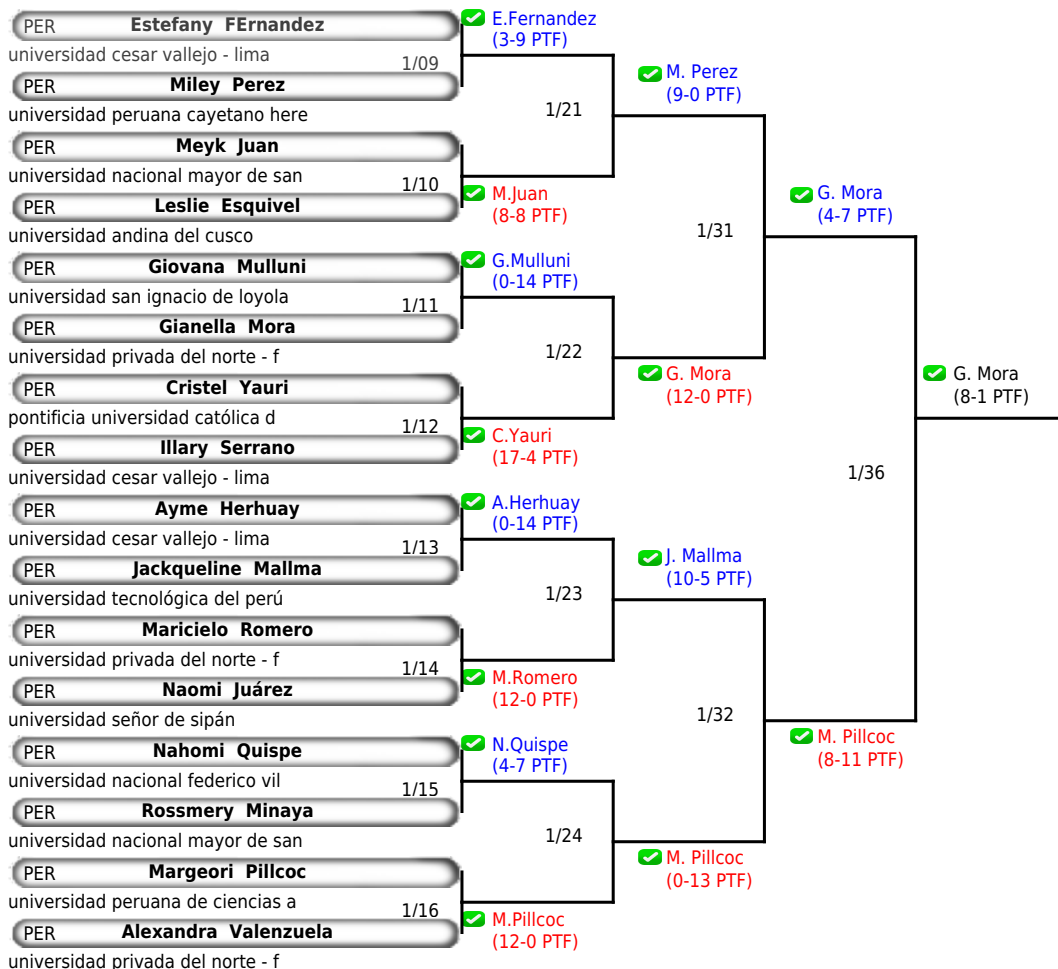 PER Estefany FErnandez
universidad cesar vallejo - lima
1/09
PER Miley Perez
universidad peruana cayetano here
PER Meyk Juan
universidad nacional mayor de san
1/10
PER Leslie Esquivel
universidad andina del cusco
PER Giovana Mulluni
universidad san ignacio de loyola
1/11
PER Gianella Mora
universidad privada del norte - f
PER Cristel Yauri
pontificia universidad católica d
1/12
PER Illary Serrano
universidad cesar vallejo - lima
PER Ayme Herhuay
universidad cesar vallejo - lima
1/13
PER Jackqueline Mallma
universidad tecnológica del perú
PER Maricielo Romero
universidad privada del norte - f
1/14
PER Naomi Juárez
universidad señor de sipán
PER Nahomi Quispe
universidad nacional federico vil
1/15
PER Rossmery Minaya
universidad nacional mayor de san
PER Margeori Pillcoc
universidad peruana de ciencias a
1/16
PER Alexandra Valenzuela
universidad privada del norte - f
E.Fernandez
(3-9 PTF)
1/21
M.Juan
(8-8 PTF)
G.Mulluni
(0-14 PTF)
1/22
C.Yauri
(17-4 PTF)
A.Herhuay
(0-14 PTF)
1/23
M.Romero
(12-0 PTF)
N.Quispe
(4-7 PTF)
1/24
M.Pillcoc
(12-0 PTF)
M. Perez
(9-0 PTF)
1/31
G. Mora
(12-0 PTF)
J. Mallma
(10-5 PTF)
1/32
M. Pillcoc
(0-13 PTF)
G. Mora
(4-7 PTF)
1/36
M. Pillcoc
(8-11 PTF)
G. Mora
(8-1 PTF)